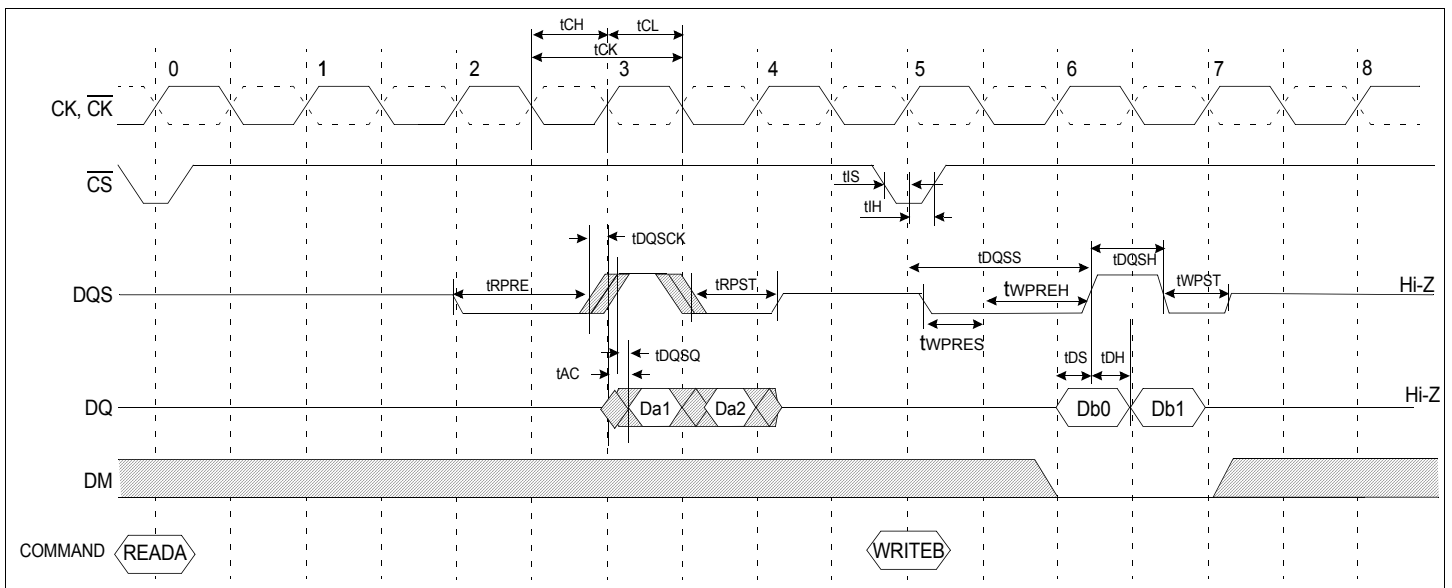 tCH tCL
tCK
0 1 2 3 4 5 6 7 8
CK, CK
CS
tIS
tIH
tDQSCK
tDQSS
tDQSH
DQS
tRPRE
tRPST
tWPREH
tWPST
Hi-Z
tWPRES
tDQSQ
tAC
tDS
tDH
DQ
Da1 Da2
Db0 Db1
Hi-Z
DM
COMMAND
READA
WRITEB